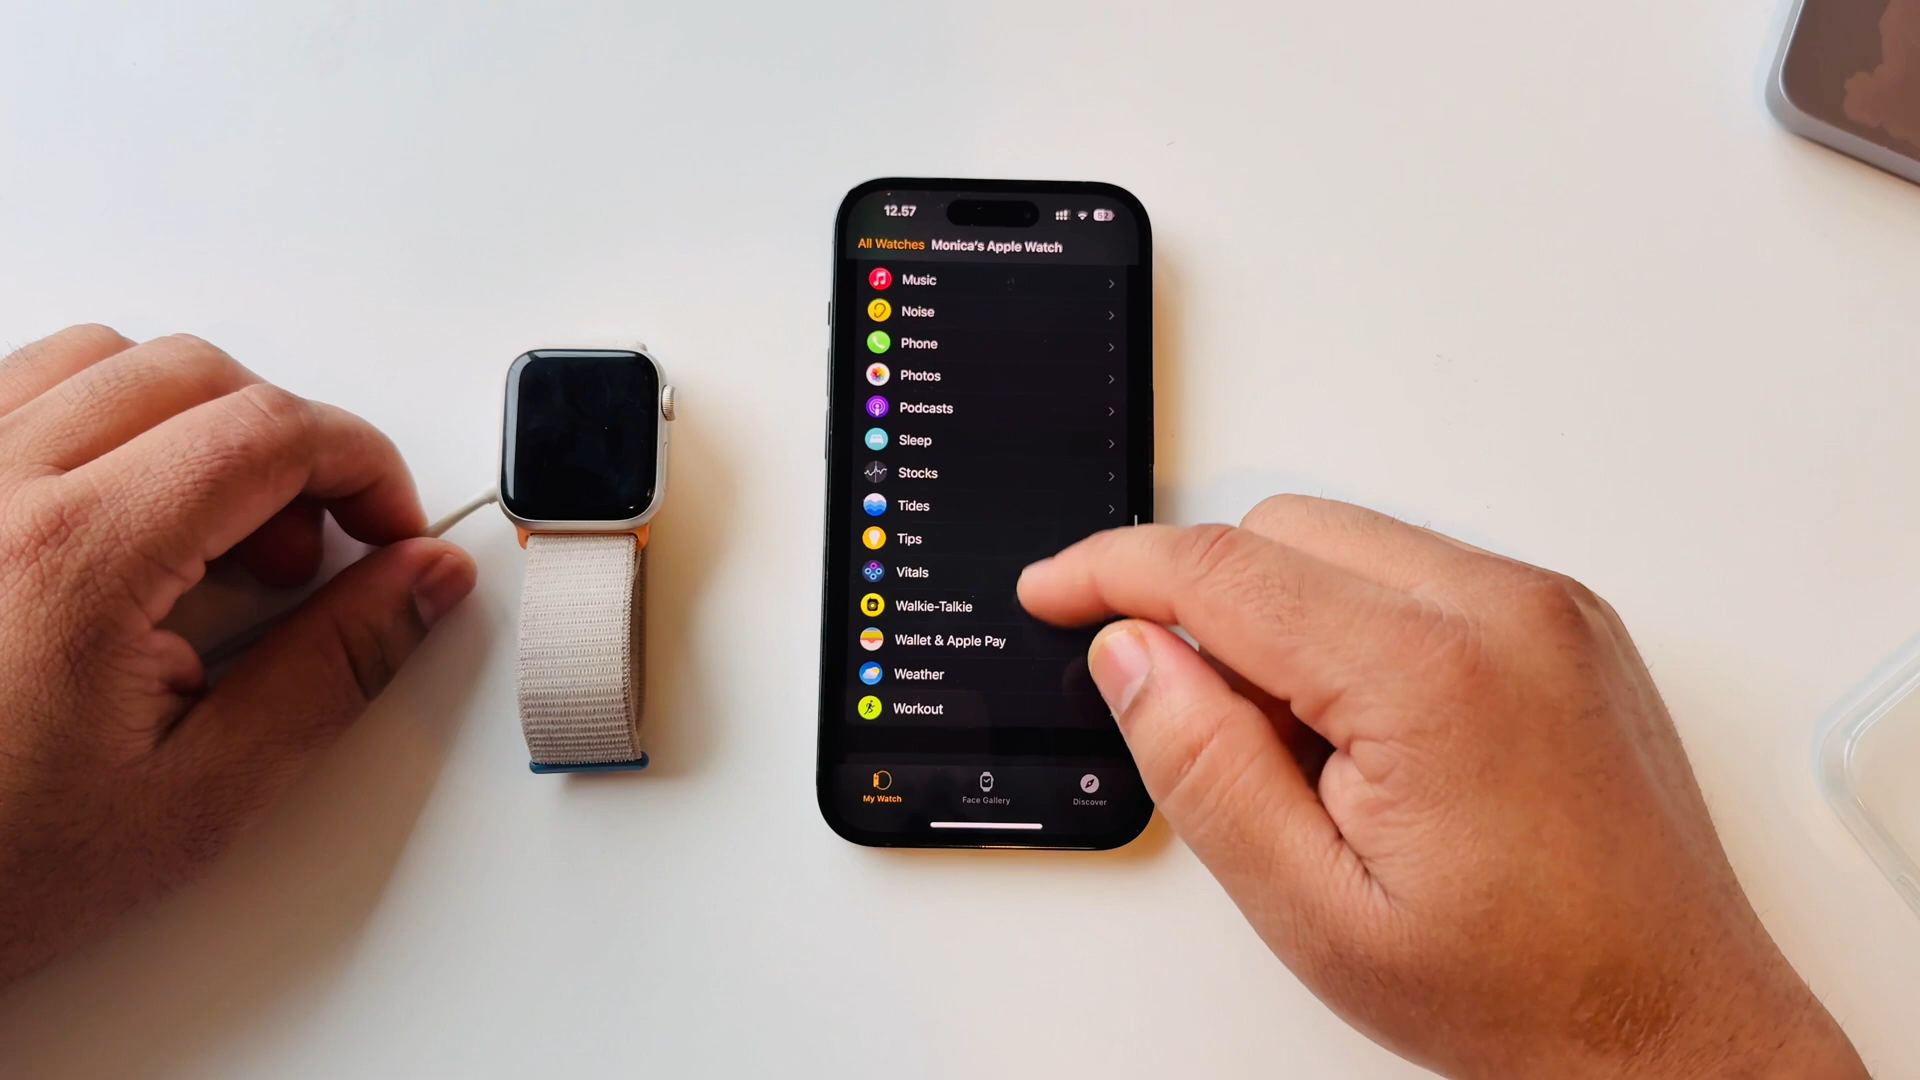 12.57
52
All Watches Monica's Apple Watch
Music
Noise
Phone
Photos
Podcasts
Sleep
Stocks
Tides
Tips
Vitals
Walkie-Talkie
Wallet & Apple Pay
Weather
Workout
My Watch Face Gallery Discover